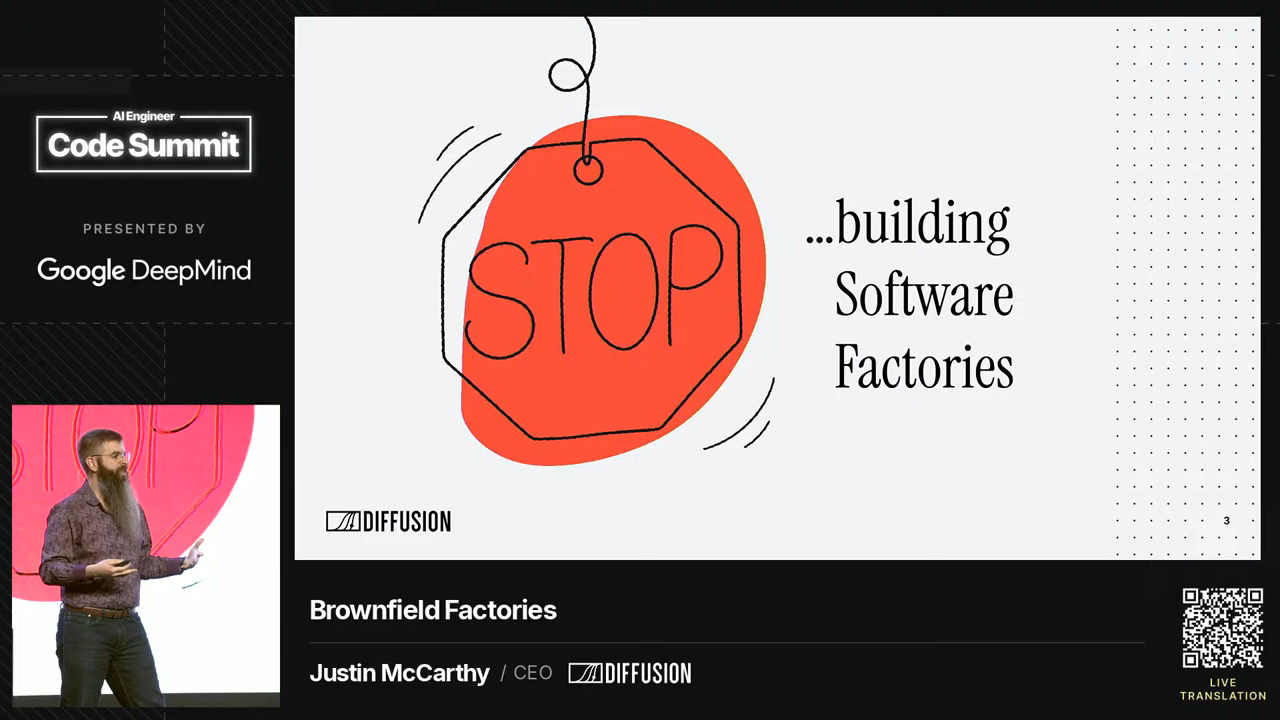 AI Engineer
Code Summit
PRESENTED BY
Google DeepMind
STOP
...building
Software
Factories
DIFFUSION
3
STOP
Brownfield Factories
Justin McCarthy / CEO DIFFUSION
LIVE
TRANSLATION